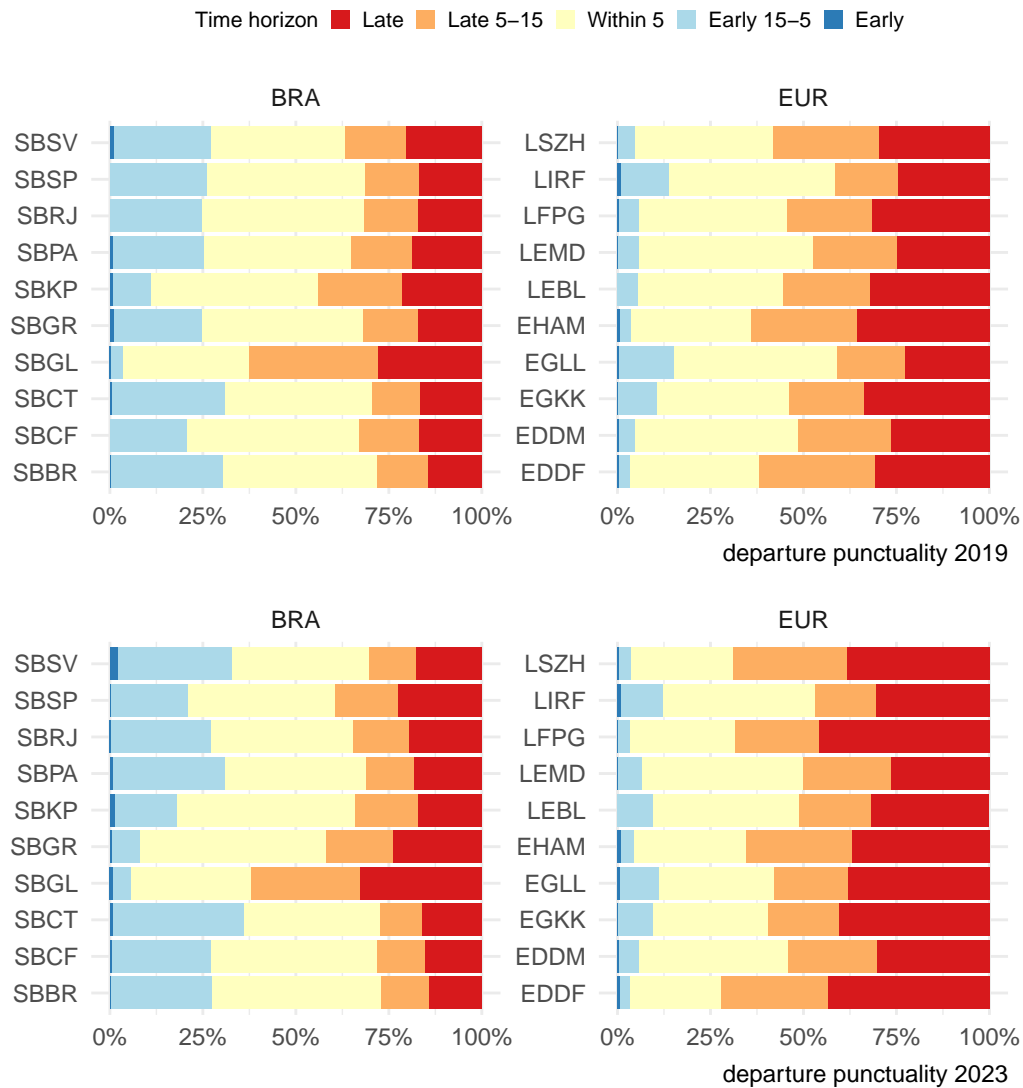 Time horizon Late Late 5−15 Within 5 Early 15−5 Early
BRA EUR
SBSV LSZH
SBSP LIRF
SBRJ LFPG
SBPA LEMD
SBKP LEBL
SBGR EHAM
SBGL EGLL
SBCT EGKK
SBCF EDDM
SBBR EDDF
0% 25% 50% 75% 100% 0% 25% 50% 75% 100%
departure punctuality 2019
BRA EUR
SBSV LSZH
SBSP LIRF
SBRJ LFPG
SBPA LEMD
SBKP LEBL
SBGR EHAM
SBGL EGLL
SBCT EGKK
SBCF EDDM
SBBR EDDF
0% 25% 50% 75% 100% 0% 25% 50% 75% 100%
departure punctuality 2023